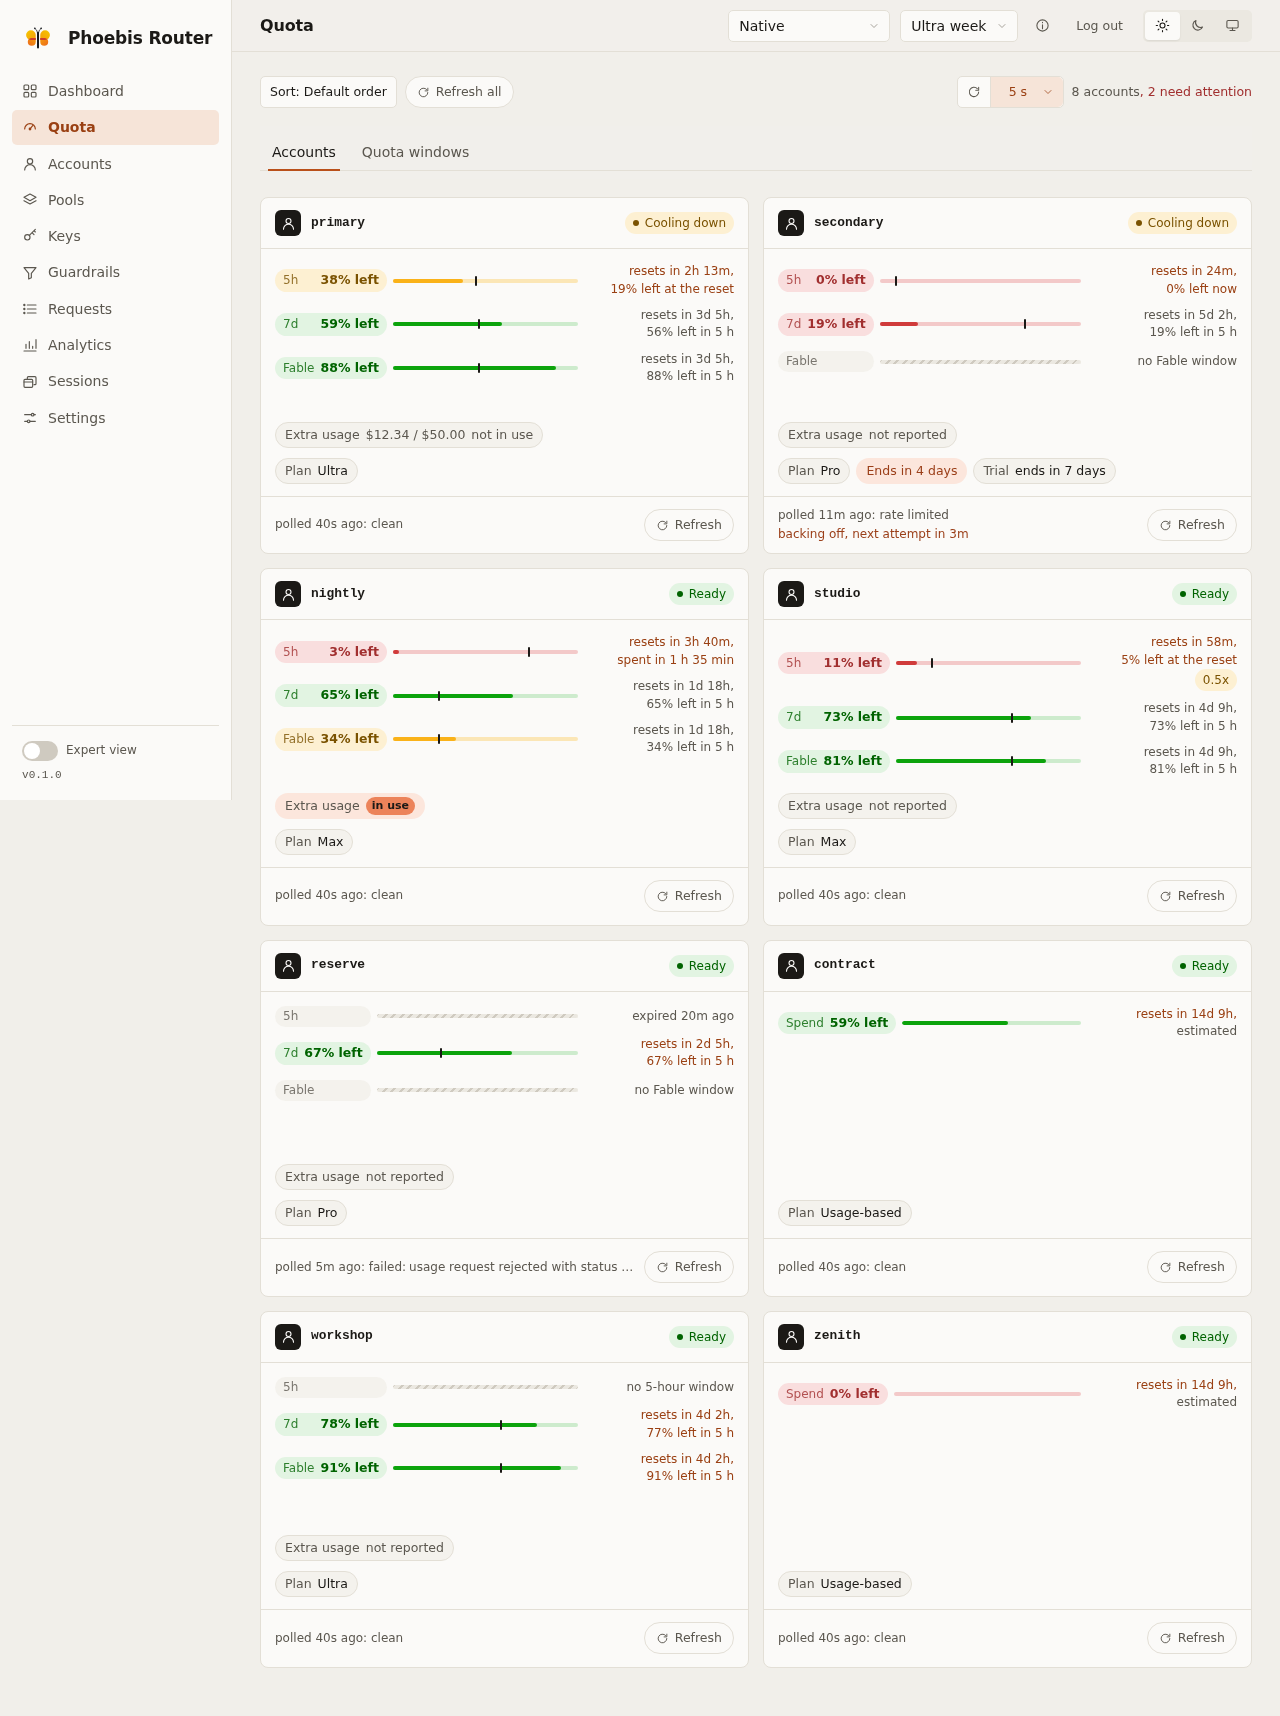 Phoebis Router
Dashboard
Quota
Accounts
Pools
Keys
Guardrails
Requests
Analytics
Sessions
Settings
Expert view
v0.1.0
Quota
Native
Ultra week
Log out
Sort: Default order
Refresh all
5 s
8 accounts, 2 need attention
Accounts
Quota windows
primary
Cooling down
5h 38% left
resets in 2h 13m,
19% left at the reset
7d 59% left
resets in 3d 5h,
56% left in 5 h
Fable 88% left
resets in 3d 5h,
88% left in 5 h
Extra usage $12.34 / $50.00 not in use
Plan Ultra
polled 40s ago: clean
Refresh
secondary
Cooling down
5h 0% left
resets in 24m,
0% left now
7d 19% left
resets in 5d 2h,
19% left in 5 h
Fable
no Fable window
Extra usage not reported
Plan Pro
Ends in 4 days
Trial ends in 7 days
polled 11m ago: rate limited
backing off, next attempt in 3m
Refresh
nightly
Ready
5h 3% left
resets in 3h 40m,
spent in 1 h 35 min
7d 65% left
resets in 1d 18h,
65% left in 5 h
Fable 34% left
resets in 1d 18h,
34% left in 5 h
Extra usage in use
Plan Max
polled 40s ago: clean
Refresh
studio
Ready
5h 11% left
resets in 58m,
5% left at the reset
0.5x
7d 73% left
resets in 4d 9h,
73% left in 5 h
Fable 81% left
resets in 4d 9h,
81% left in 5 h
Extra usage not reported
Plan Max
polled 40s ago: clean
Refresh
reserve
Ready
5h
expired 20m ago
7d 67% left
resets in 2d 5h,
67% left in 5 h
Fable
no Fable window
Extra usage not reported
Plan Pro
polled 5m ago: failed: usage request rejected with status ...
Refresh
contract
Ready
Spend 59% left
resets in 14d 9h,
estimated
Plan Usage-based
polled 40s ago: clean
Refresh
workshop
Ready
5h
no 5-hour window
7d 78% left
resets in 4d 2h,
77% left in 5 h
Fable 91% left
resets in 4d 2h,
91% left in 5 h
Extra usage not reported
Plan Ultra
polled 40s ago: clean
Refresh
zenith
Ready
Spend 0% left
resets in 14d 9h,
estimated
Plan Usage-based
polled 40s ago: clean
Refresh